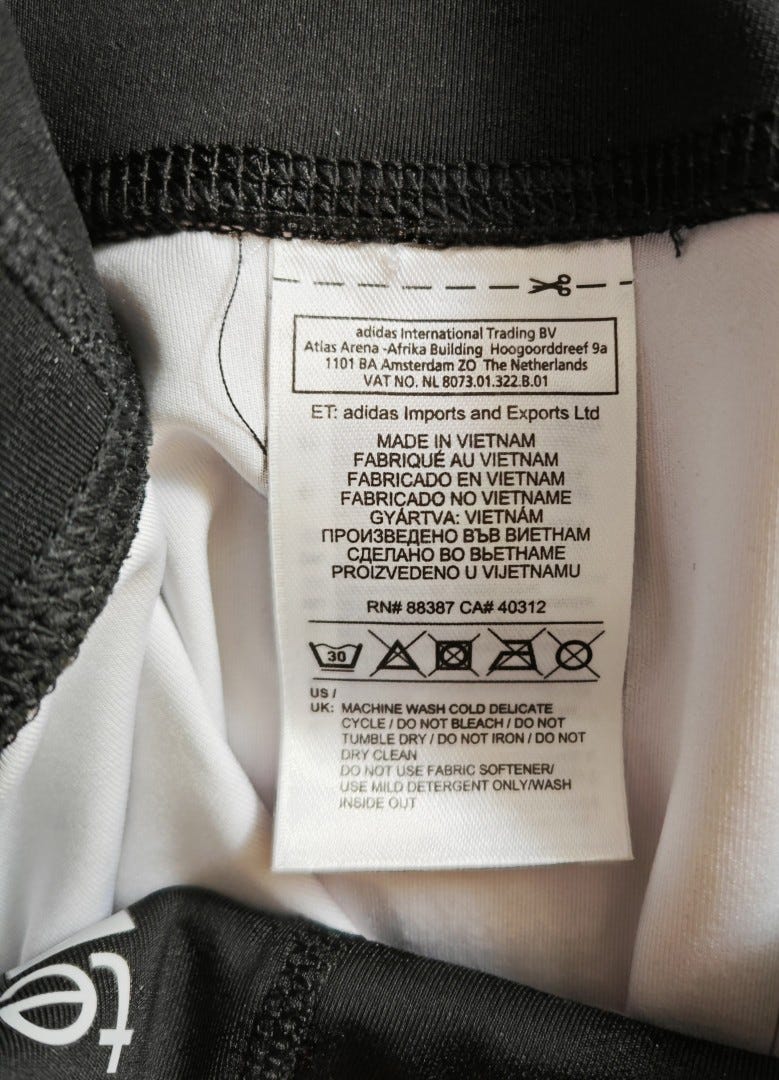 adidas International Trading BV
Atlas Arena -Afrika Building Hoogoorddreef 9a
1101 BA Amsterdam ZO The Netherlands
VAT NO. NL 8073.01.322.B.01
ET: adidas Imports and Exports Ltd
MADE IN VIETNAM
FABRIQUÉ AU VIETNAM
FABRICADO EN VIETNAM
FABRICADO NO VIETNAME
GYÁRTVA: VIETNÁM
ПРОИЗВЕДЕНО ВЪВ ВИЕТНАМ
СДЕЛАНО ВО ВЬЕТНАМЕ
PROIZVEDENO U VIJETNAMU
RN# 88387 CA# 40312
30
US /
UK: MACHINE WASH COLD DELICATE
CYCLE / DO NOT BLEACH / DO NOT
TUMBLE DRY / DO NOT IRON / DO NOT
DRY CLEAN
DO NOT USE FABRIC SOFTENER/
USE MILD DETERGENT ONLY/WASH
INSIDE OUT
te